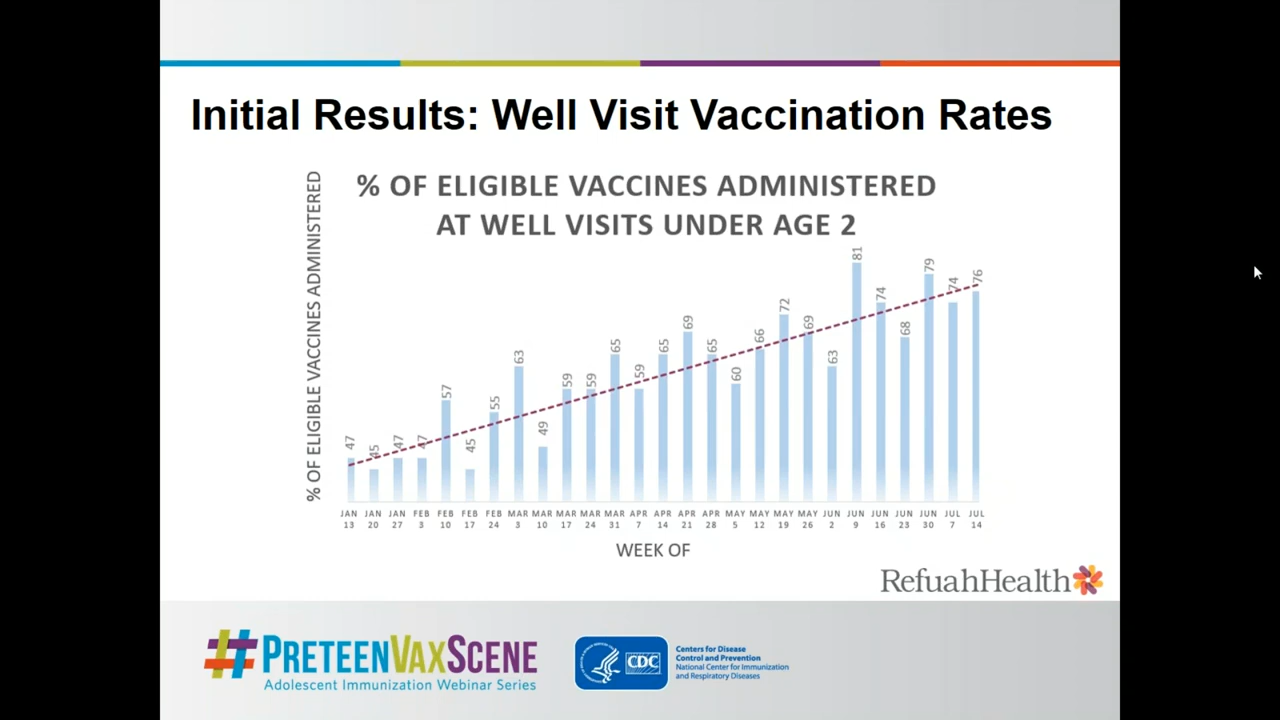 Initial Results: Well Visit Vaccination Rates
% OF ELIGIBLE VACCINES ADMINISTERED
AT WELL VISITS UNDER AGE 2
% OF ELIGIBLE VACCINES ADMINISTERED
47 45 47 47 57 45 55 63 49 59 59 65 59 65 69 65 60 66 72 69 63 81 74 68 79 74 76
JAN JAN JAN FEB FEB FEB FEB MAR MAR MAR MAR MAR APR APR APR APR MAY MAY MAY MAY JUN JUN JUN JUN JUN JUL JUL
13 20 27 3 10 17 24 3 10 17 24 31 7 14 21 28 5 12 19 26 2 9 16 23 30 7 14
WEEK OF
RefuahHealth
#PRETEENVAXSCENE
Adolescent Immunization Webinar Series
CDC
Centers for Disease
Control and Prevention
National Center for Immunization
and Respiratory Diseases